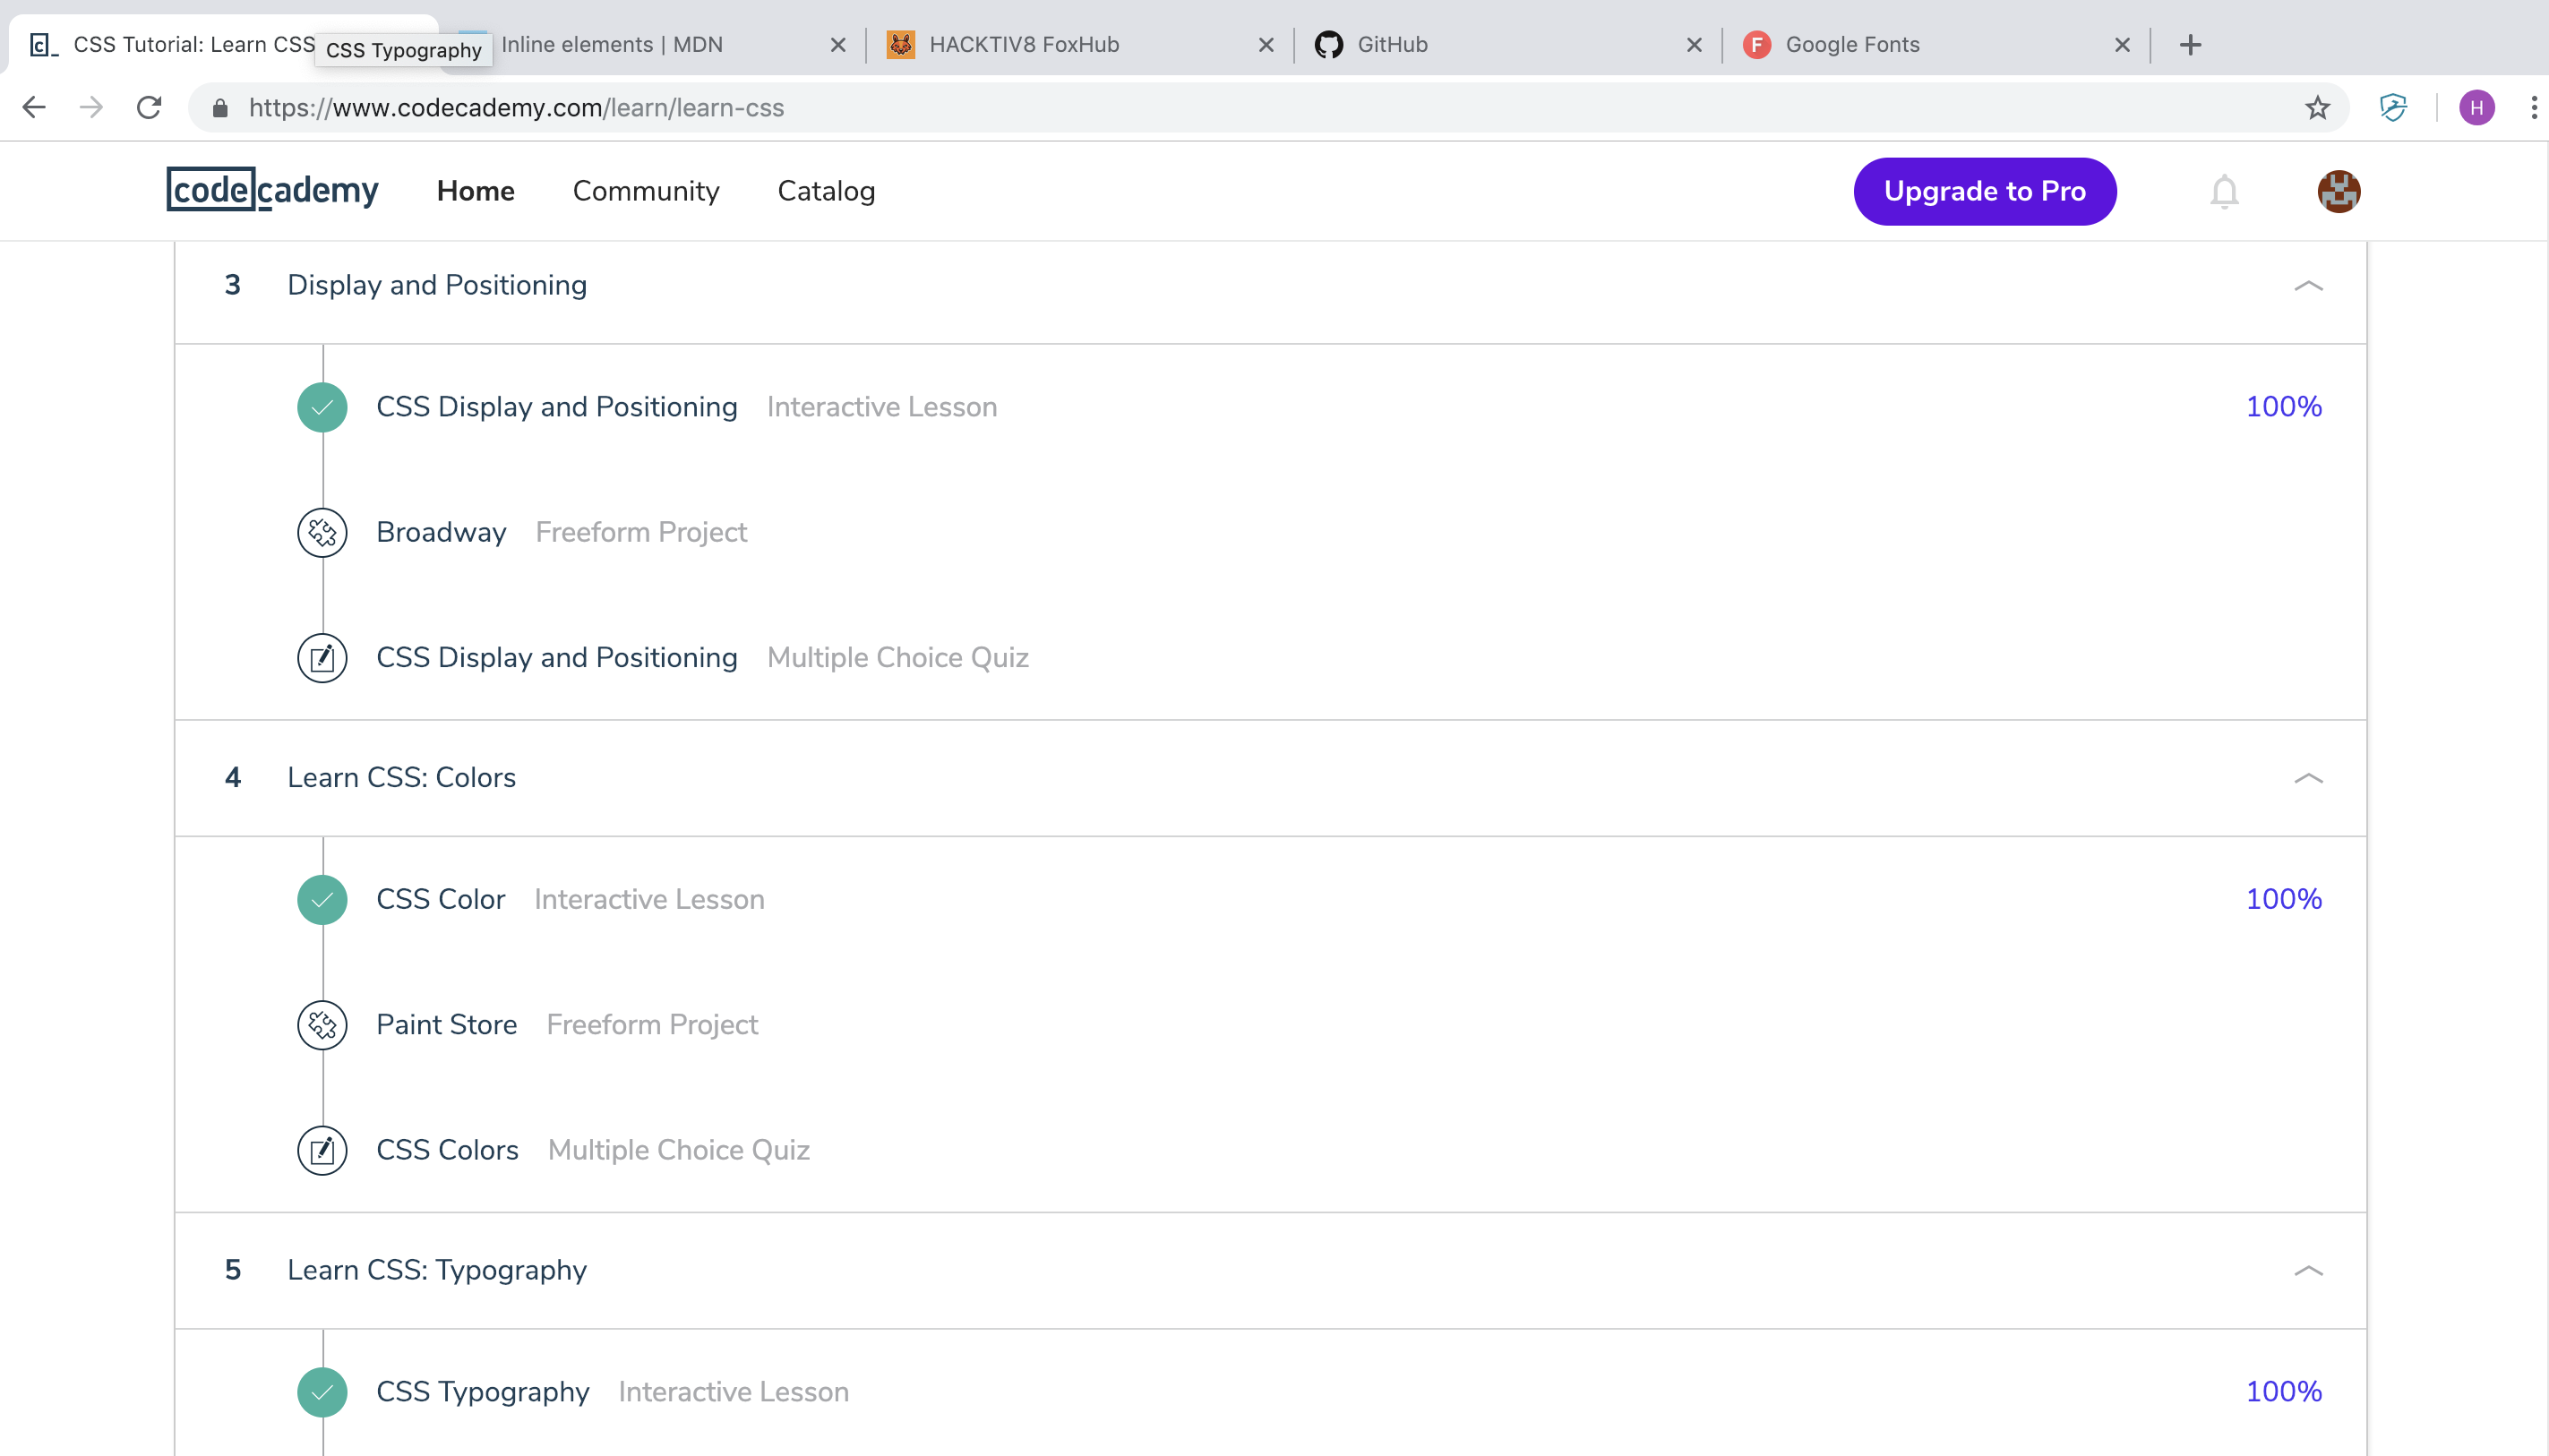 CSS Tutorial: Learn CSS
CSS Typography
Inline elements | MDN
HACKTIV8 FoxHub
GitHub
F Google Fonts
https://www.codecademy.com/learn/learn-css
H
codecademy Home Community Catalog Upgrade to Pro
3 Display and Positioning
CSS Display and Positioning Interactive Lesson 100%
Broadway Freeform Project
CSS Display and Positioning Multiple Choice Quiz
4 Learn CSS: Colors
CSS Color Interactive Lesson 100%
Paint Store Freeform Project
CSS Colors Multiple Choice Quiz
5 Learn CSS: Typography
CSS Typography Interactive Lesson 100%